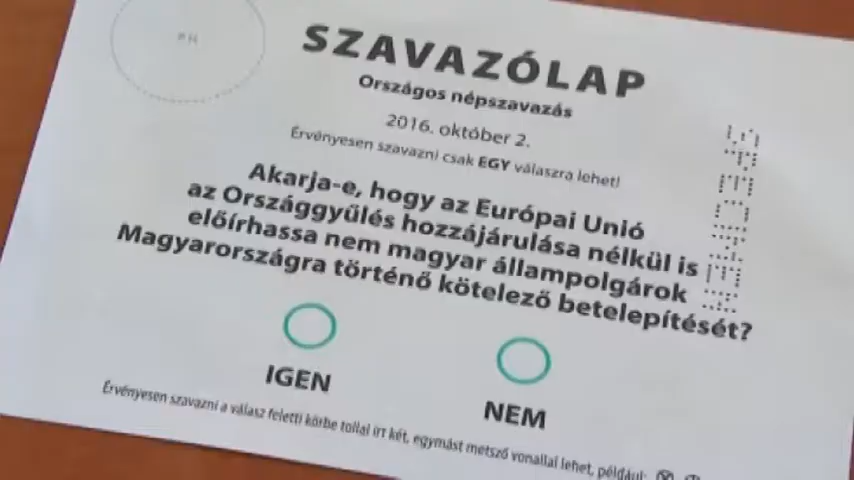 P.H.
SZAVAZÓLAP
Országos népszavazás
2016. október 2.
Érvényesen szavazni csak EGY válaszra lehet!
Akarja-e, hogy az Európai Unió
az Országgyűlés hozzájárulása nélkül is
előírhassa nem magyar állampolgárok
Magyarországra történő kötelező betelepítését?
IGEN
NEM
Érvényesen szavazni a válasz feletti körbe tollal írt két, egymást metsző vonallal lehet, például: